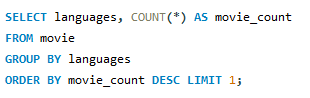 SELECT languages, COUNT(*) AS movie_count
FROM movie
GROUP BY languages
ORDER BY movie_count DESC LIMIT 1;